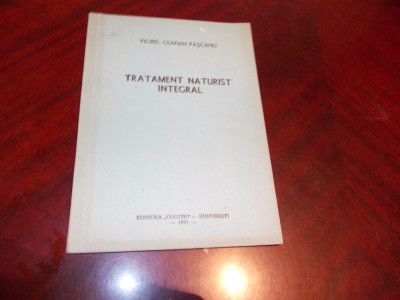 VIOREL OLIVIAN PAȘCANU
TRATAMENT NATURIST
INTEGRAL
EDITURA „COGITO" — BUCUREȘTI
— 1991 —